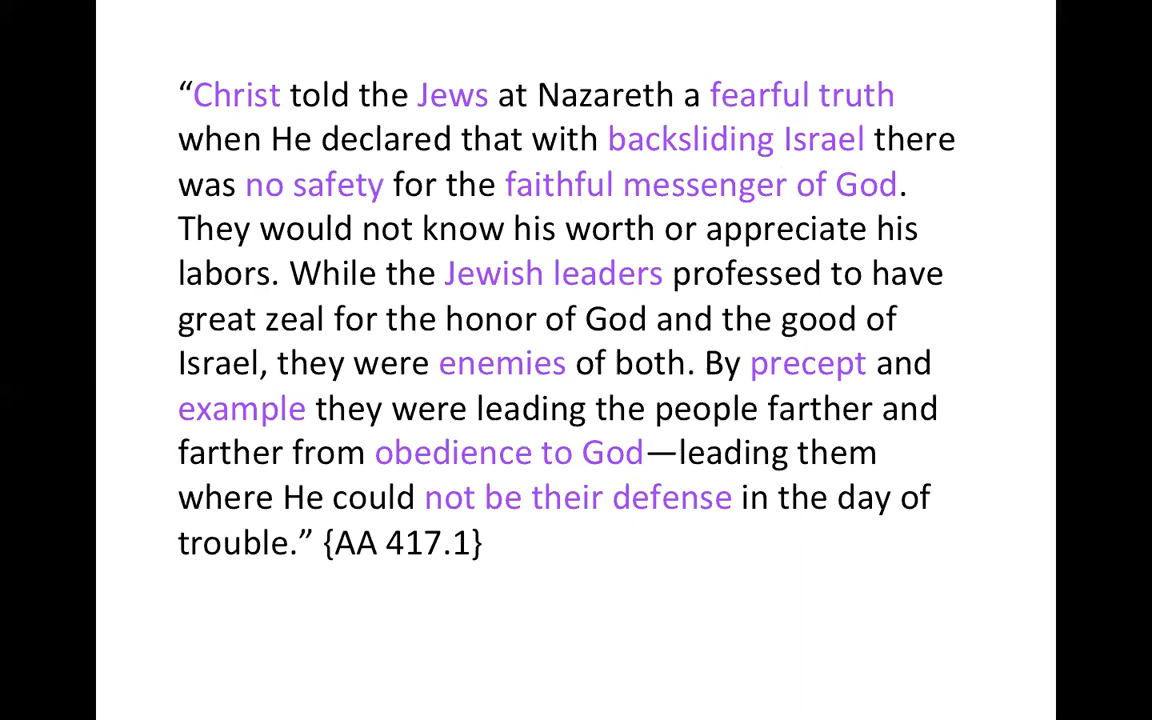 “Christ told the Jews at Nazareth a fearful truth
when He declared that with backsliding Israel there
was no safety for the faithful messenger of God.
They would not know his worth or appreciate his
labors. While the Jewish leaders professed to have
great zeal for the honor of God and the good of
Israel, they were enemies of both. By precept and
example they were leading the people farther and
farther from obedience to God—leading them
where He could not be their defense in the day of
trouble.” {AA 417.1}